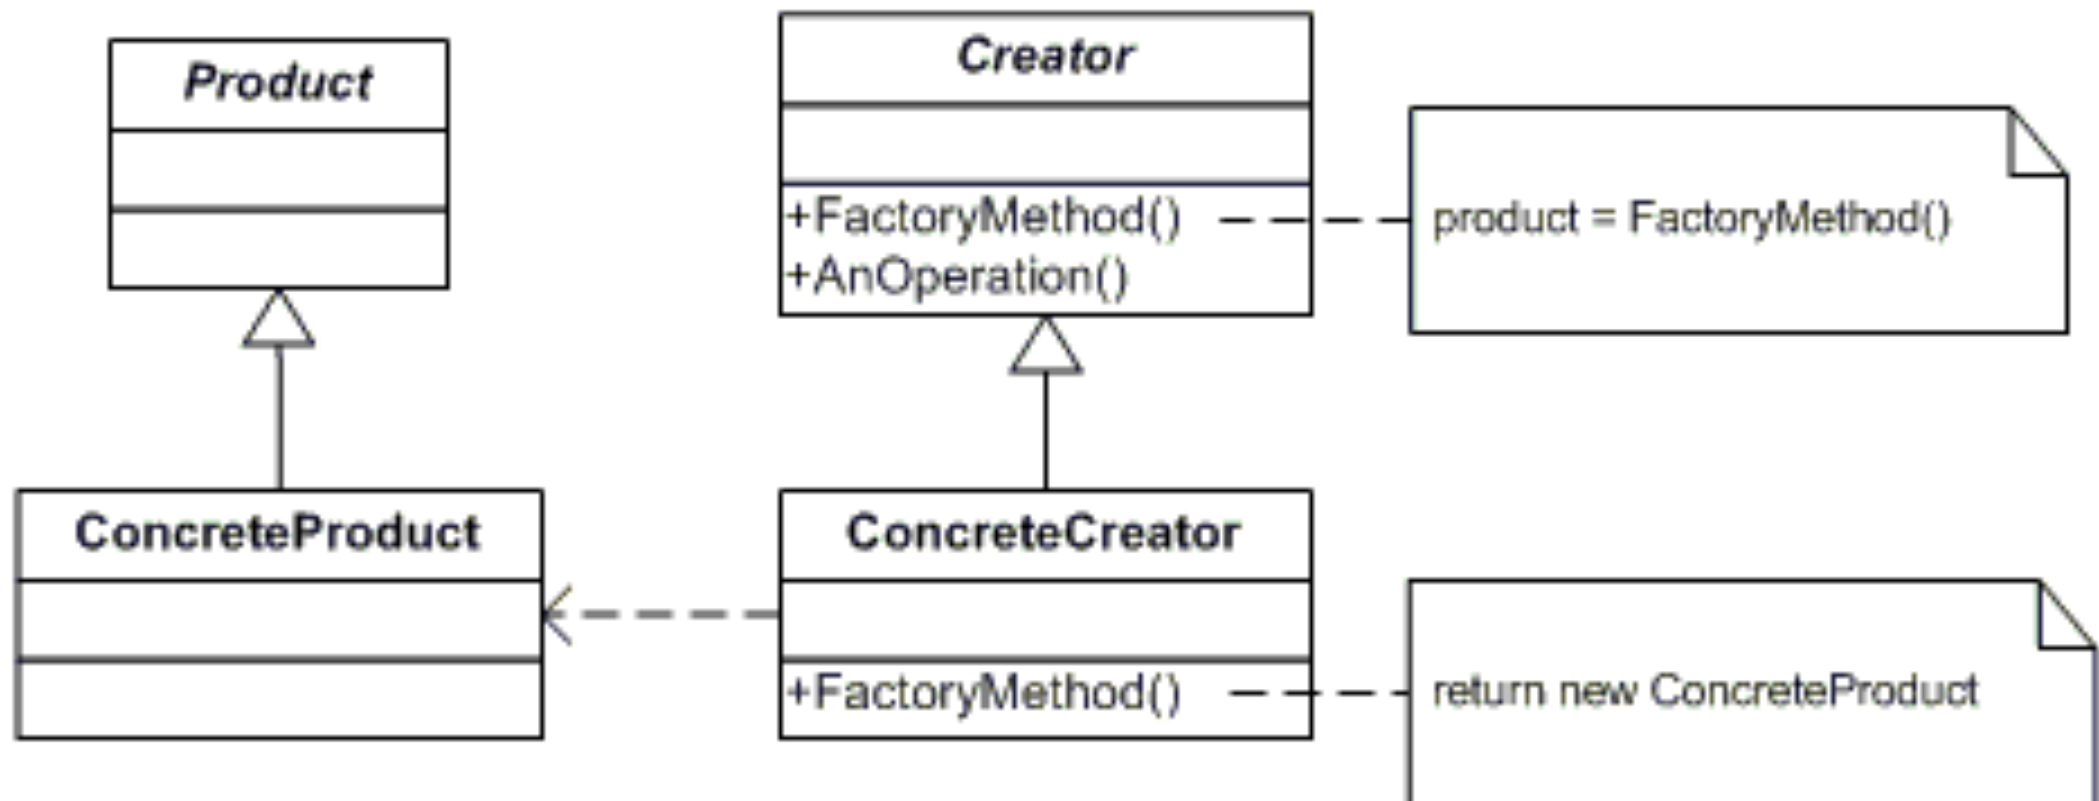 Product
Creator
+FactoryMethod()
+AnOperation()
product = FactoryMethod()
ConcreteProduct
ConcreteCreator
+FactoryMethod()
return new ConcreteProduct